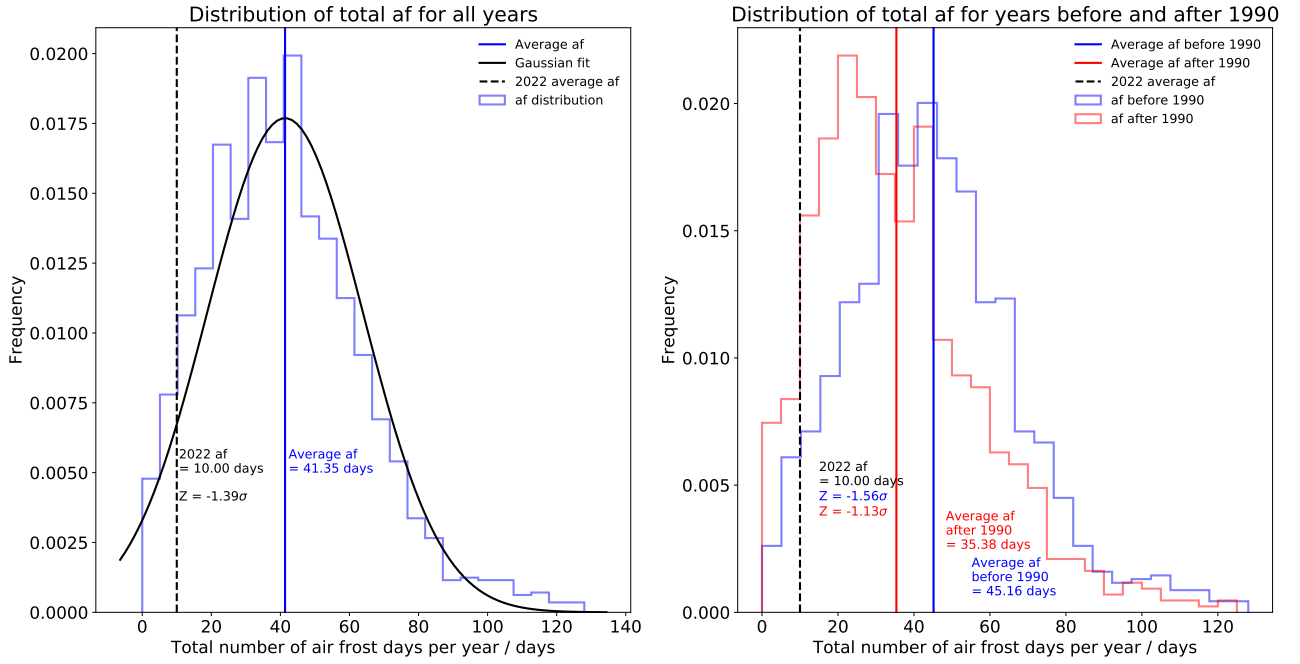 Distribution of total af for all years
Frequency
0.0200
0.0175
0.0150
0.0125
0.0100
0.0075
0.0050
0.0025
0.0000
Average af
Gaussian fit
2022 average af
af distribution
2022 af
= 10.00 days
Z = -1.39σ
Average af
= 41.35 days
0 20 40 60 80 100 120 140
Total number of air frost days per year / days
Distribution of total af for years before and after 1990
Frequency
0.020
0.015
0.010
0.005
0.000
Average af before 1990
Average af after 1990
2022 average af
af before 1990
af after 1990
2022 af
= 10.00 days
Z = -1.56σ
Z = -1.13σ
Average af
after 1990
= 35.38 days
Average af
before 1990
= 45.16 days
0 20 40 60 80 100 120
Total number of air frost days per year / days